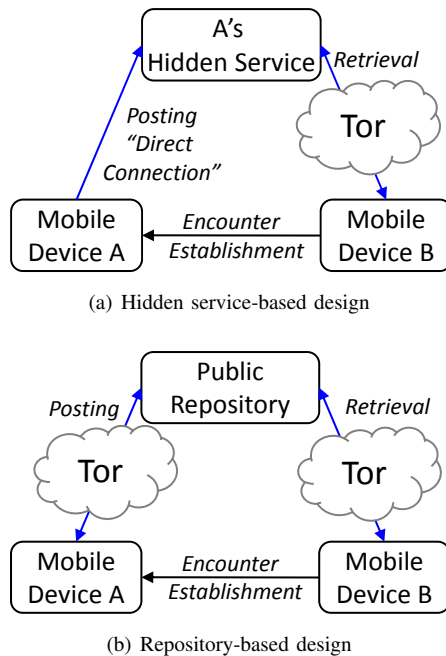 A's
Hidden Service
Retrieval
Posting
“Direct
Connection”
Tor
Mobile
Device A
Encounter
Establishment
Mobile
Device B
(a) Hidden service-based design
Public
Repository
Posting
Retrieval
Tor
Tor
Mobile
Device A
Encounter
Establishment
Mobile
Device B
(b) Repository-based design